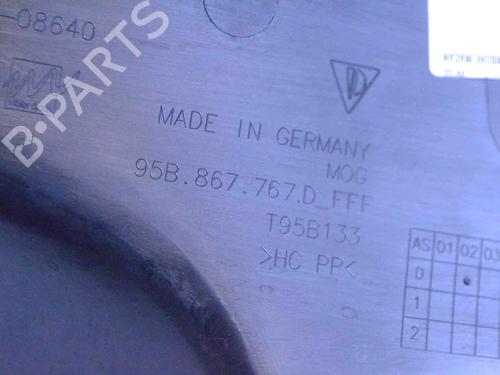 -08640
B-PARTS
MADE IN GERMANY
MOG
95B.867.767.D_FFF
T95B133
>HC PP<
AS 01 02 03
0
1
2